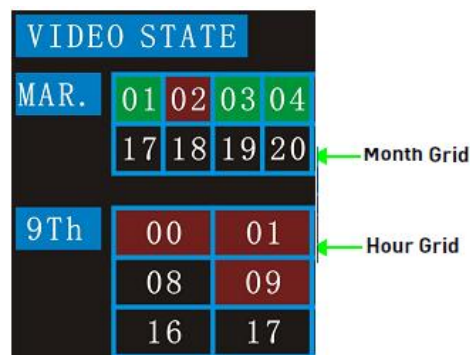 VIDEO STATE
MAR. 01 02 03 04
17 18 19 20
Month Grid
9Th 00 01
Hour Grid
08 09
16 17